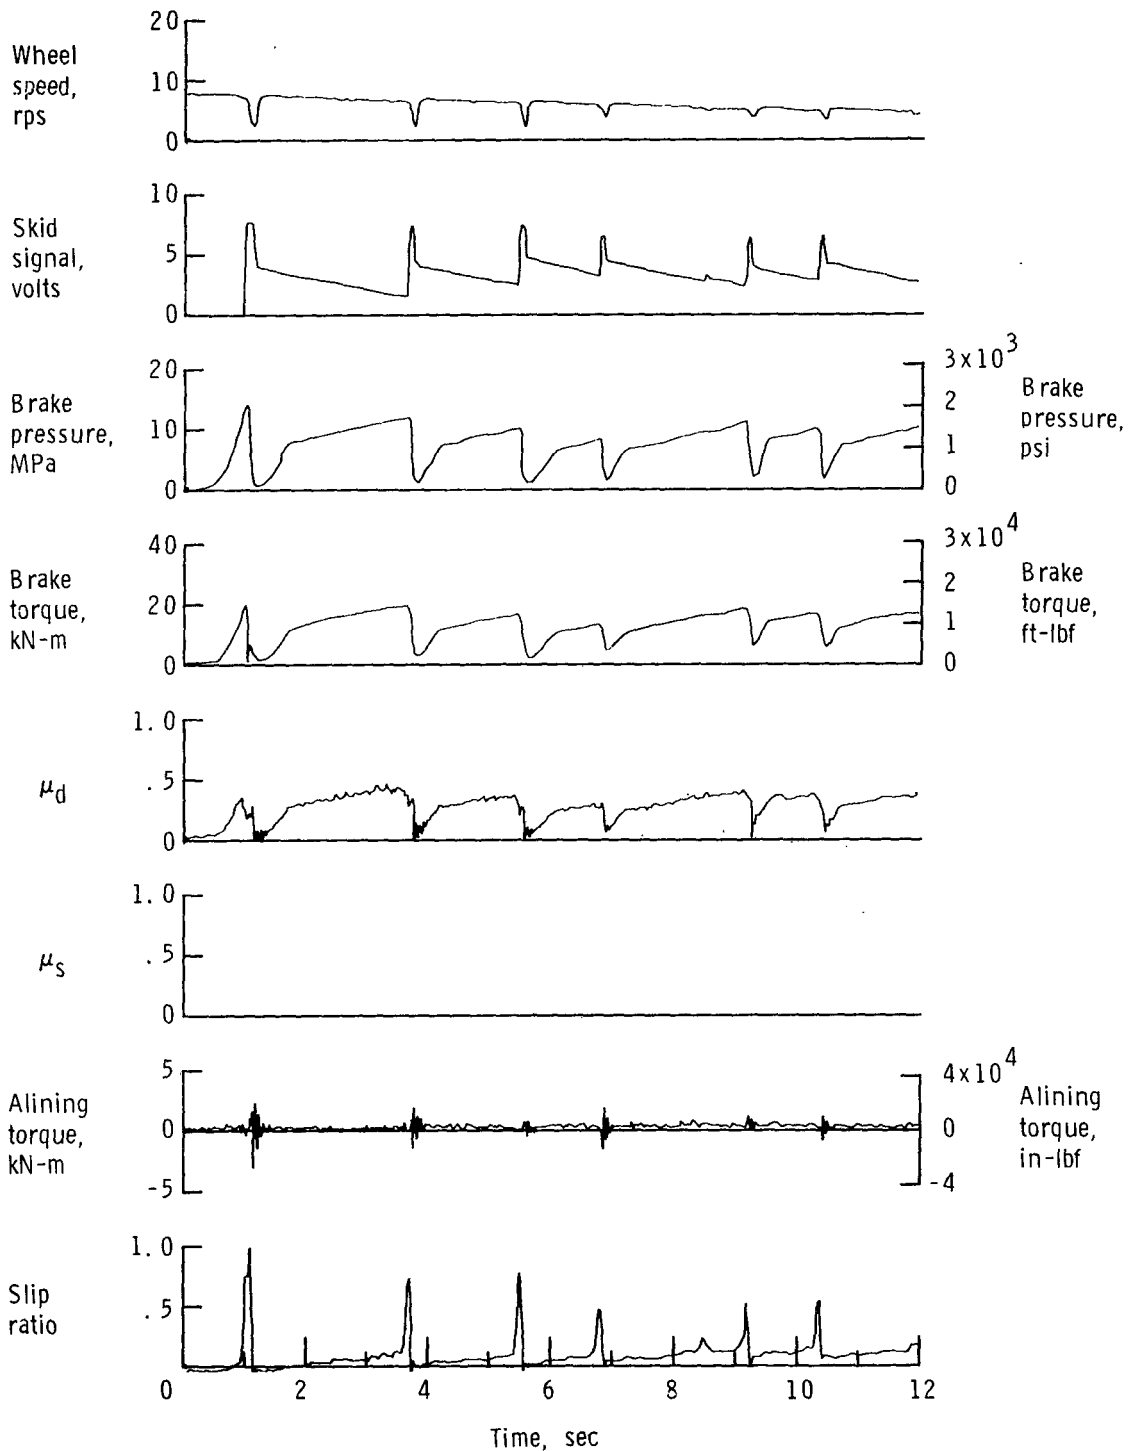 20
Wheel
speed,
rps
10
0
10
Skid
signal,
volts
5
0
20
Brake
pressure,
MPa
10
0
3x10^3
2
1
0
Brake
pressure,
psi
40
Brake
torque,
kN-m
20
0
3x10^4
2
1
0
Brake
torque,
ft-lbf
1.0
μd
.5
0
1.0
μs
.5
0
5
Alining
torque,
kN-m
0
-5
4x10^4
0
-4
Alining
torque,
in-lbf
1.0
Slip
ratio
.5
0 2 4 6 8 10 12
Time, sec